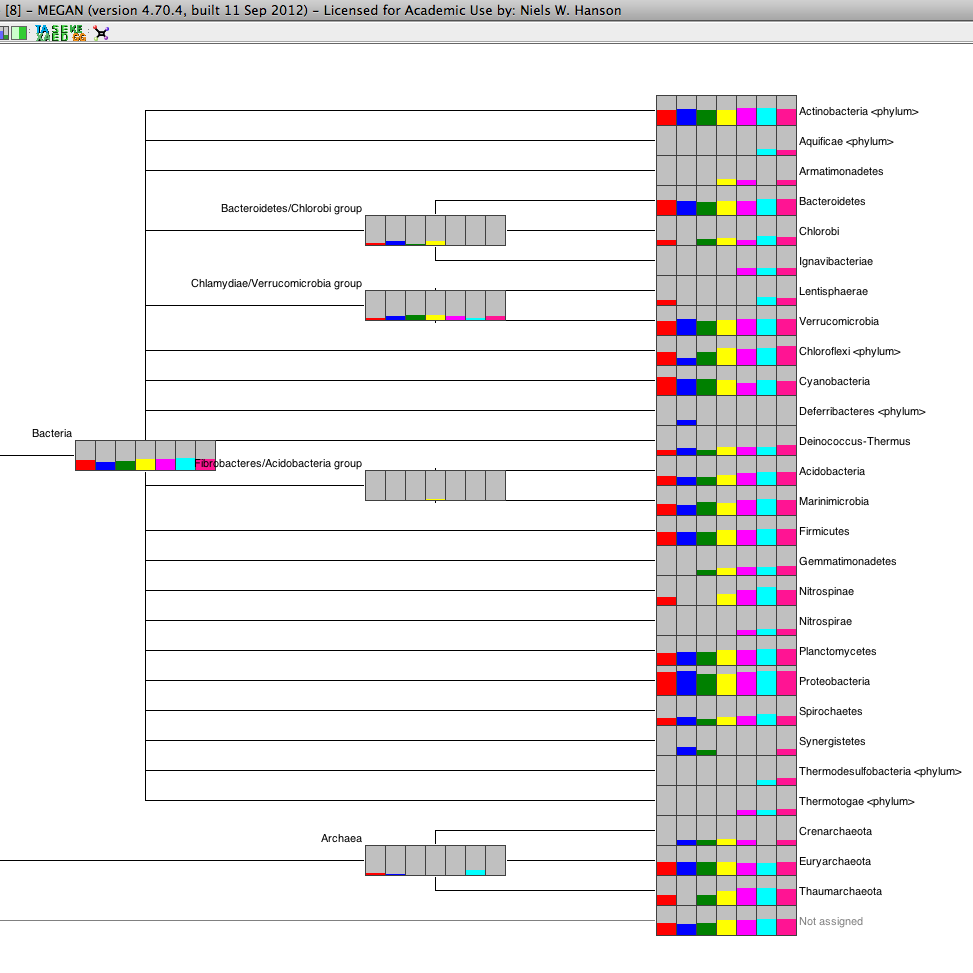 [8] – MEGAN (version 4.70.4, built 11 Sep 2012) – Licensed for Academic Use by: Niels W. Hanson
Actinobacteria <phylum>
Aquificae <phylum>
Armatimonadetes
Bacteroidetes
Bacteroidetes/Chlorobi group
Chlorobi
Ignavibacteriae
Chlamydiae/Verrucomicrobia group
Lentisphaerae
Verrucomicrobia
Chloroflexi <phylum>
Cyanobacteria
Deferribacteres <phylum>
Bacteria
Deinococcus-Thermus
Fibrobacteres/Acidobacteria group
Acidobacteria
Marinimicrobia
Firmicutes
Gemmatimonadetes
Nitrospinae
Nitrospirae
Planctomycetes
Proteobacteria
Spirochaetes
Synergistetes
Thermodesulfobacteria <phylum>
Thermotogae <phylum>
Crenarchaeota
Archaea
Euryarchaeota
Thaumarchaeota
Not assigned